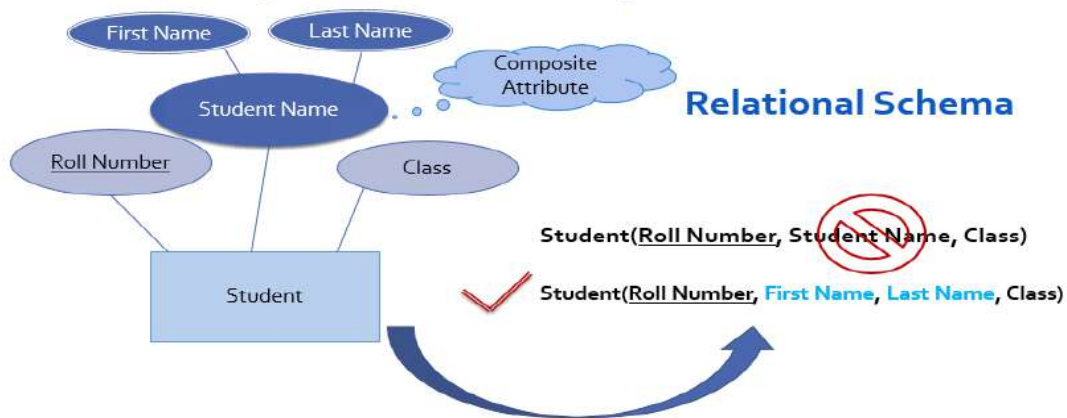 First Name
Last Name
Composite
Attribute
Student Name
Relational Schema
Roll Number
Class
Student(Roll Number, Student Name, Class)
Student
Student(Roll Number, First Name, Last Name, Class)